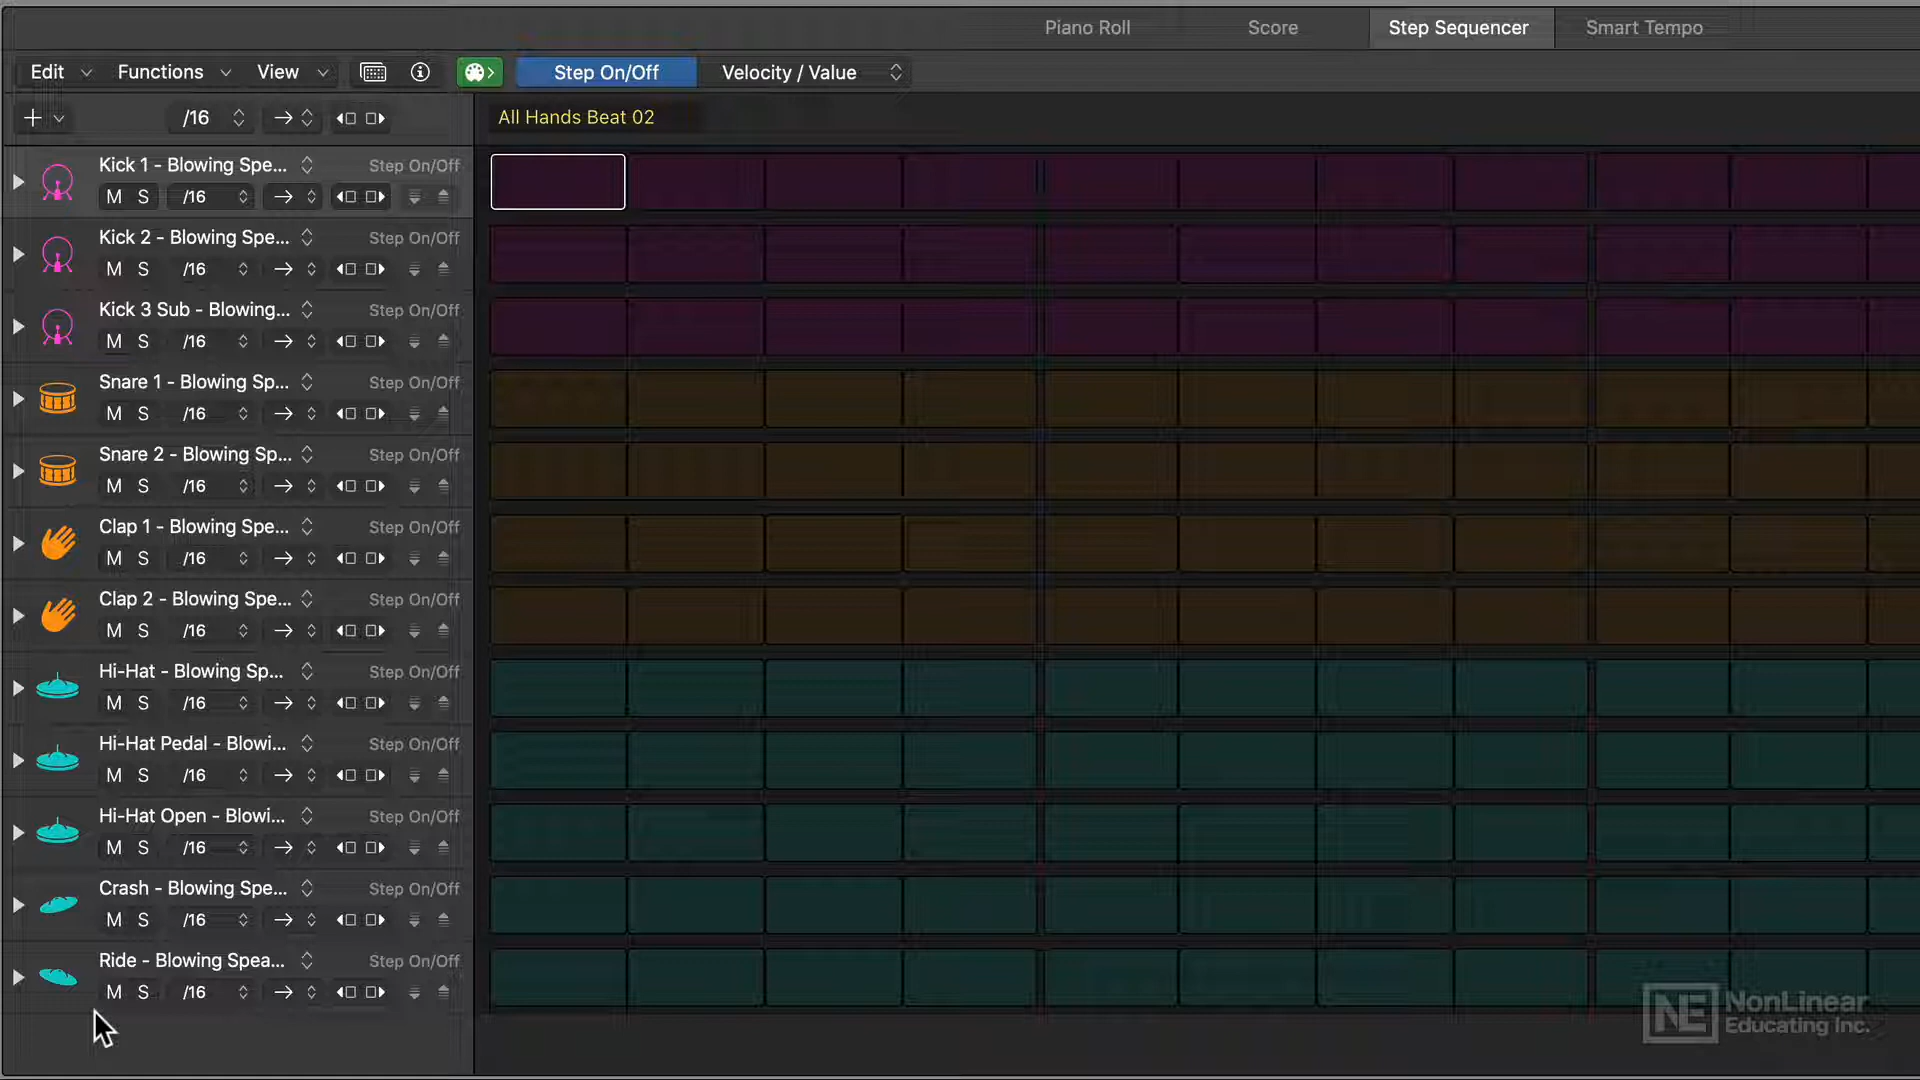 Piano Roll Score Step Sequencer Smart Tempo
Edit Functions View Step On/Off Velocity / Value
/16 All Hands Beat 02
Kick 1 - Blowing Spe... Step On/Off
M S /16
Kick 2 - Blowing Spe... Step On/Off
M S /16
Kick 3 Sub - Blowing... Step On/Off
M S /16
Snare 1 - Blowing Sp... Step On/Off
M S /16
Snare 2 - Blowing Sp... Step On/Off
M S /16
Clap 1 - Blowing Spe... Step On/Off
M S /16
Clap 2 - Blowing Spe... Step On/Off
M S /16
Hi-Hat - Blowing Sp... Step On/Off
M S /16
Hi-Hat Pedal - Blowi... Step On/Off
M S /16
Hi-Hat Open - Blowi... Step On/Off
M S /16
Crash - Blowing Spe... Step On/Off
M S /16
Ride - Blowing Spea... Step On/Off
M S /16
NE NonLinear
Educating Inc.